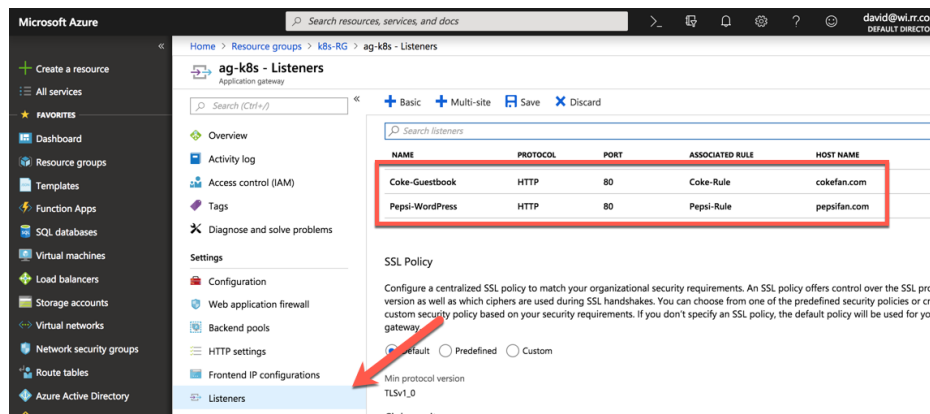 Microsoft Azure
Search resources, services, and docs
david@wi.rr.co
DEFAULT DIRECTO
Home > Resource groups > k8s-RG > ag-k8s - Listeners
Create a resource
All services
FAVORITES
Dashboard
Resource groups
Templates
Function Apps
SQL databases
Virtual machines
Load balancers
Storage accounts
Virtual networks
Network security groups
Route tables
Azure Active Directory
ag-k8s - Listeners
Application gateway
Search (Ctrl+/)
Overview
Activity log
Access control (IAM)
Tags
Diagnose and solve problems
Settings
Configuration
Web application firewall
Backend pools
HTTP settings
Frontend IP configurations
Listeners
Basic Multi-site Save Discard
Search listeners
NAME PROTOCOL PORT ASSOCIATED RULE HOST NAME
Coke-Guestbook HTTP 80 Coke-Rule cokefan.com
Pepsi-WordPress HTTP 80 Pepsi-Rule pepsifan.com
SSL Policy
Configure a centralized SSL policy to match your organizational security requirements. An SSL policy offers control over the SSL pro
version as well as which ciphers are used during SSL handshakes. You can choose from one of the predefined security policies or cr
custom security policy based on your security requirements. If you don't specify an SSL policy, the default policy will be used for yo
gateway.
Default Predefined Custom
Min protocol version
TLSv1_0